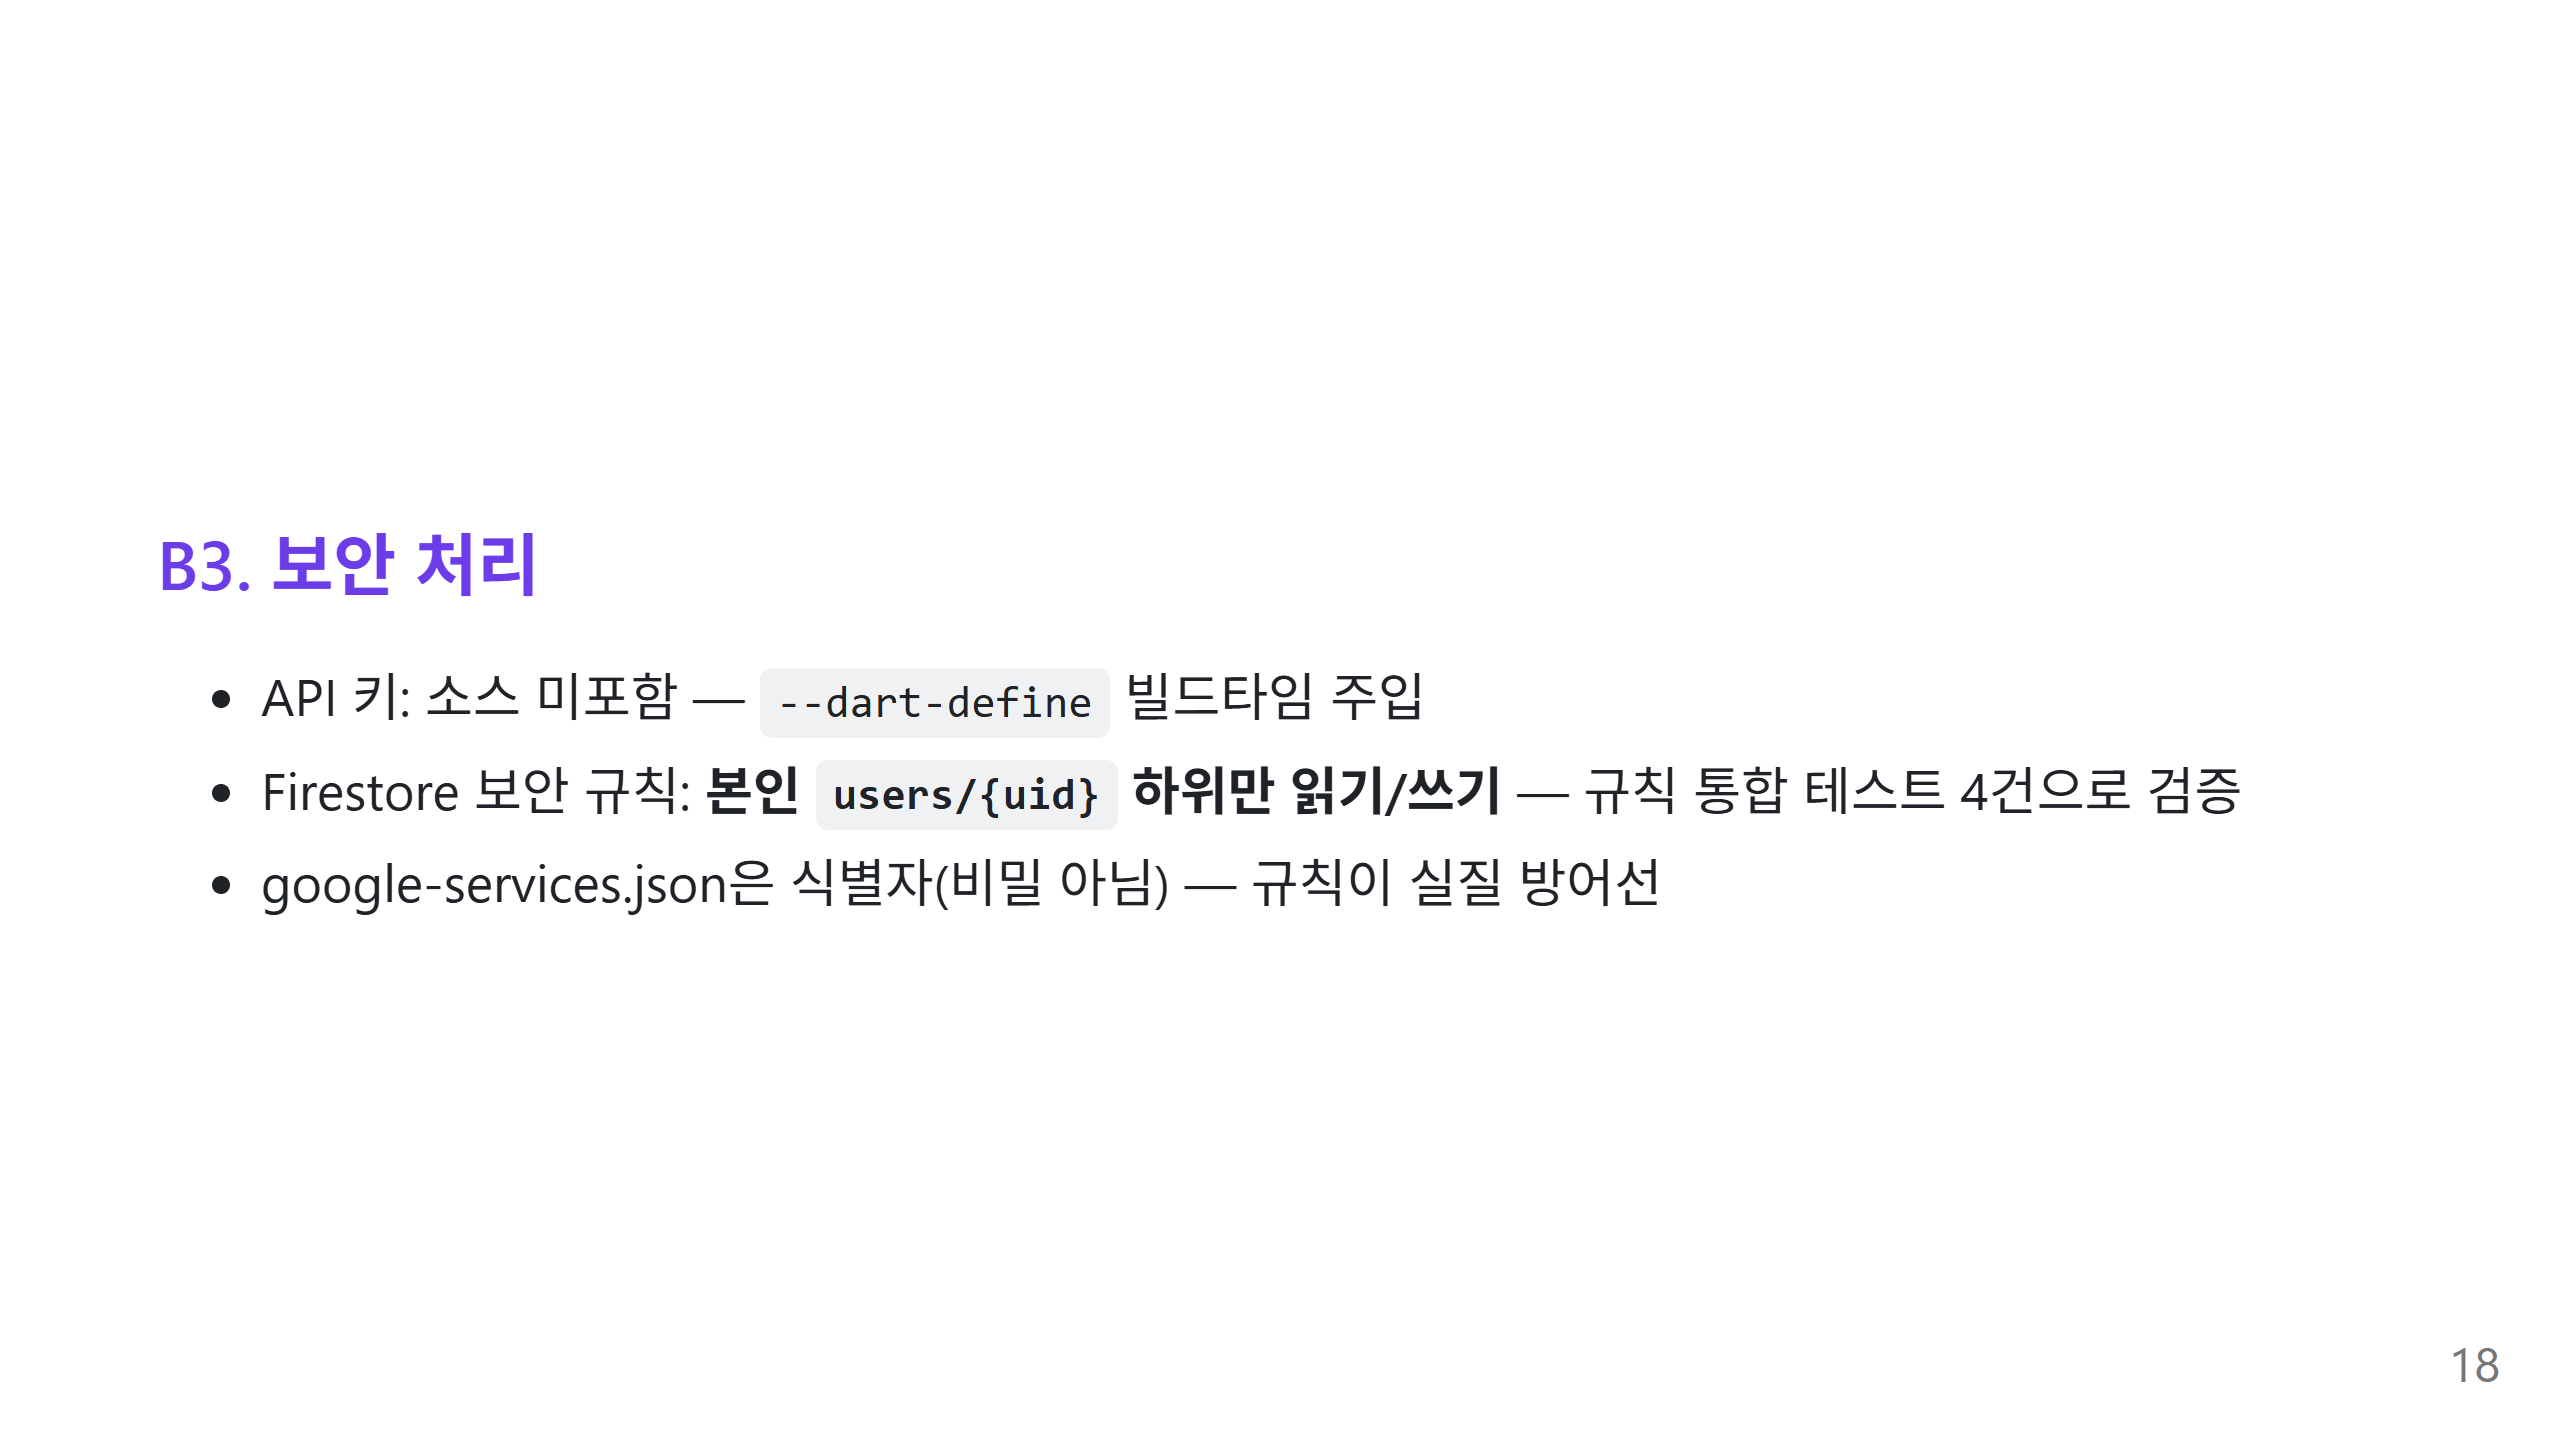 B3. 보안 처리
• API 키: 소스 미포함 — --dart-define 빌드타임 주입
• Firestore 보안 규칙: 본인 users/{uid} 하위만 읽기/쓰기 — 규칙 통합 테스트 4건으로 검증
• google-services.json은 식별자(비밀 아님) — 규칙이 실질 방어선
18